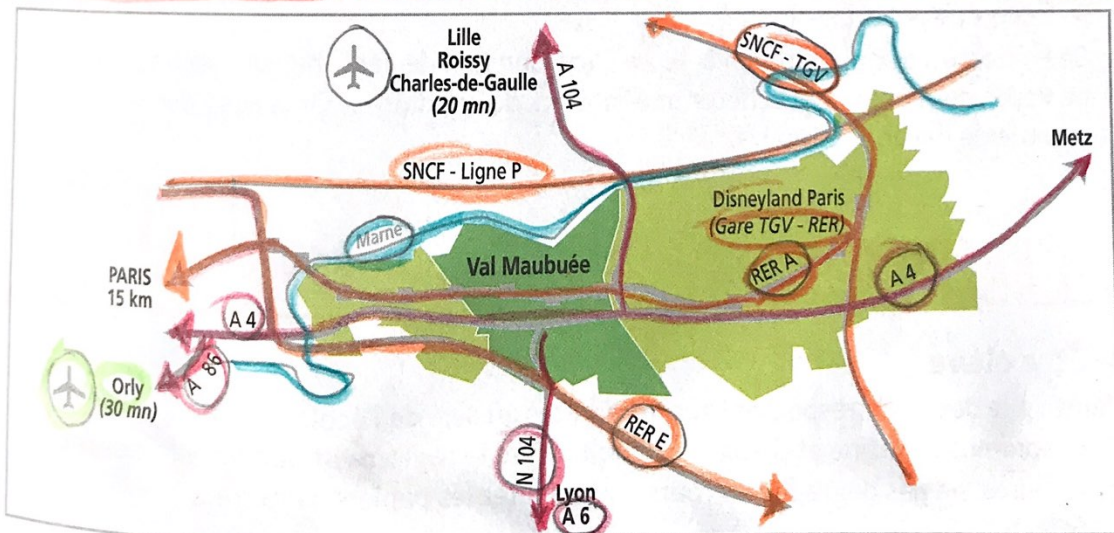 Lille
Roissy
Charles-de-Gaulle
(20 mn)
A 104
SNCF - TGV
Metz
SNCF - Ligne P
Disneyland Paris
(Gare TGV - RER)
Marne
Val Maubuée
RER A
A 4
PARIS
15 km
A 4
A 86
Orly
(30 mn)
RER E
N 104
Lyon
A 6